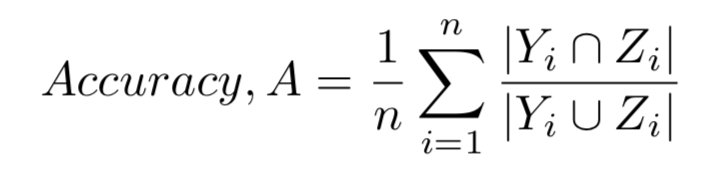 Accuracy, A = \frac{1}{n} \sum_{i=1}^{n} \frac{|Y_i \cap Z_i|}{|Y_i \cup Z_i|}